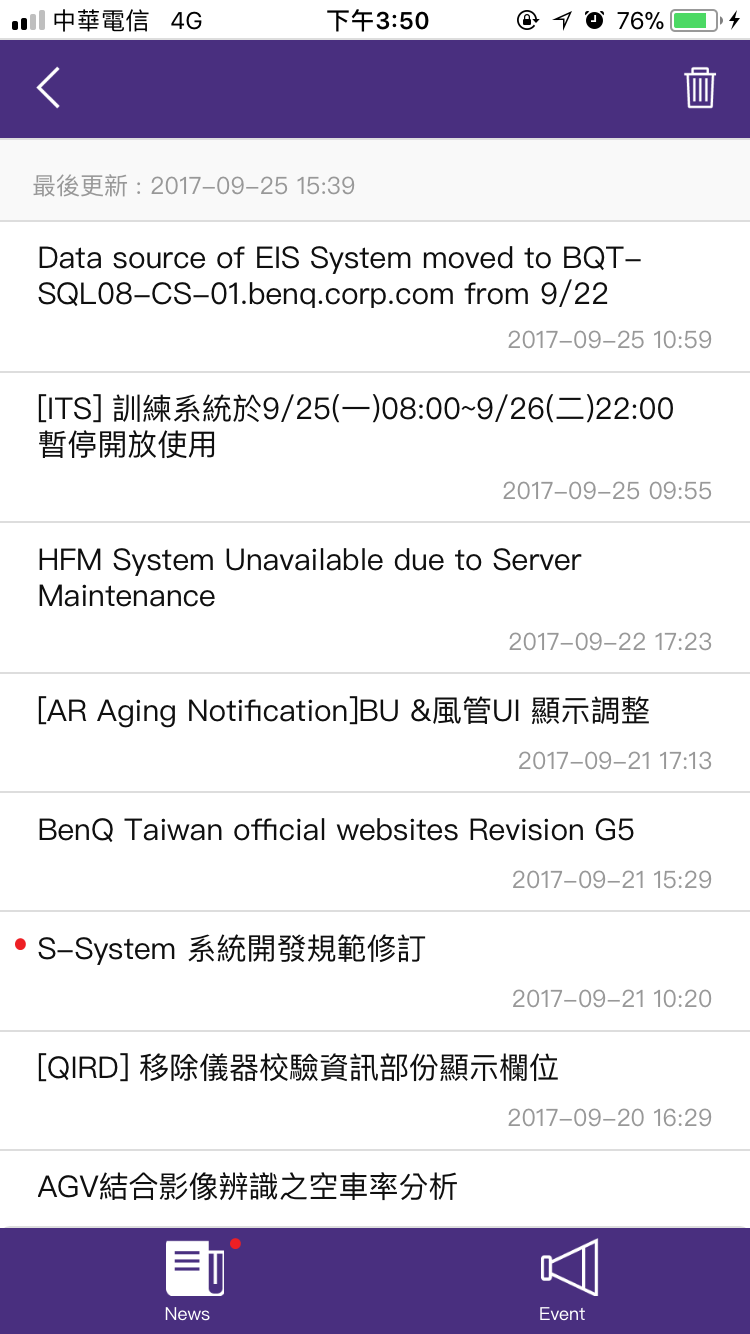 中華電信 4G 下午3:50 76%
最後更新 : 2017-09-25 15:39
Data source of EIS System moved to BQT-
SQL08-CS-01.benq.corp.com from 9/22
2017-09-25 10:59
[ITS] 訓練系統於9/25(一)08:00~9/26(二)22:00
暫停開放使用
2017-09-25 09:55
HFM System Unavailable due to Server
Maintenance
2017-09-22 17:23
[AR Aging Notification]BU &風管UI 顯示調整
2017-09-21 17:13
BenQ Taiwan official websites Revision G5
2017-09-21 15:29
S-System 系統開發規範修訂
2017-09-21 10:20
[QIRD] 移除儀器校驗資訊部份顯示欄位
2017-09-20 16:29
AGV結合影像辨識之空車率分析
News Event